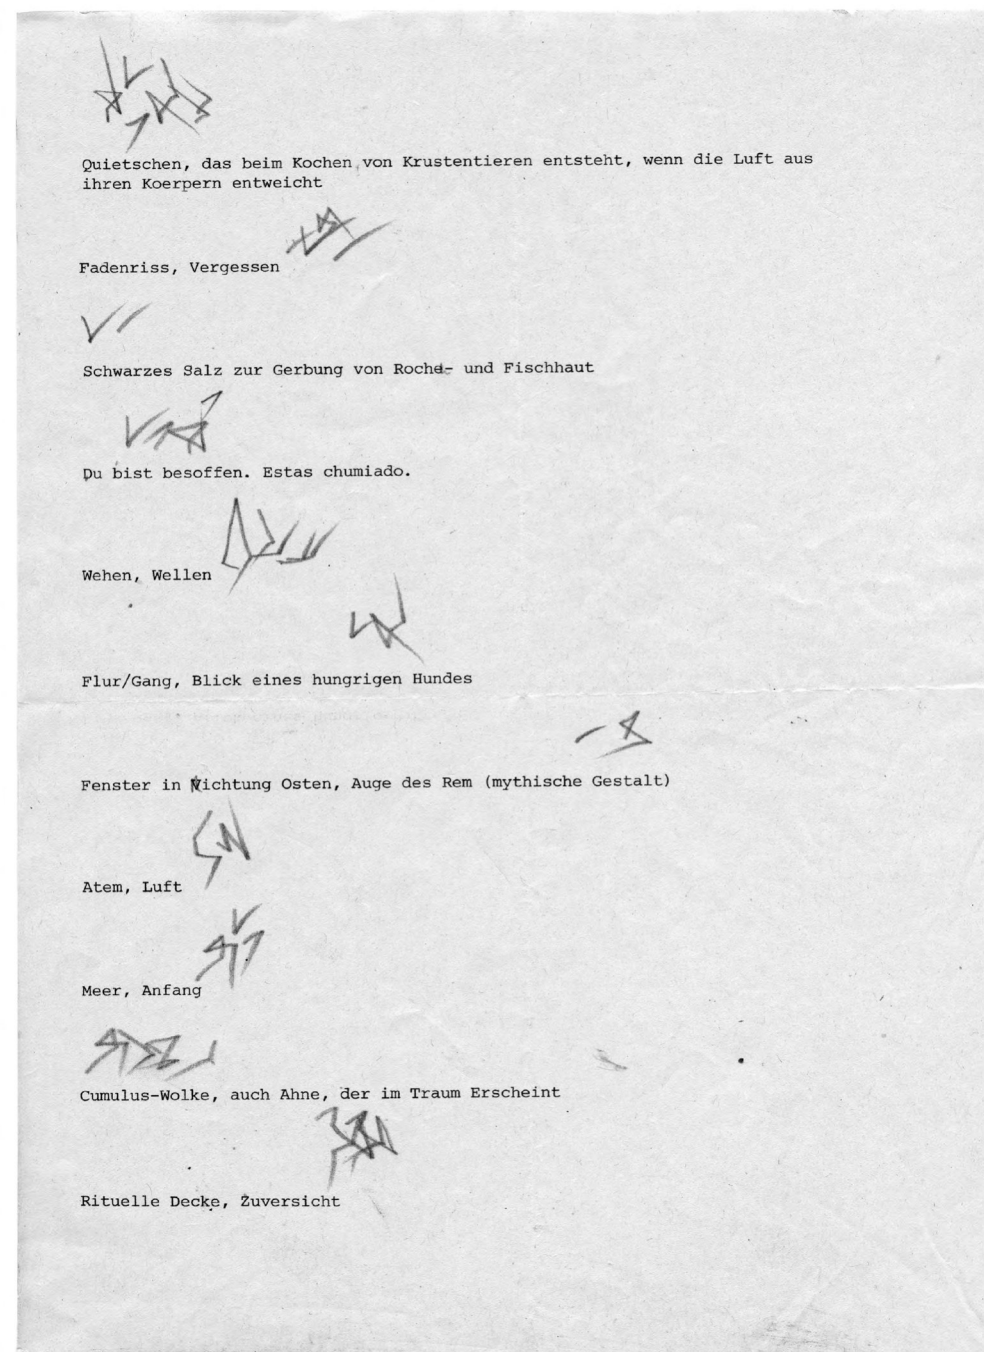 Quietschen, das beim Kochen von Krustentieren entsteht, wenn die Luft aus
ihren Koerpern entweicht
Fadenriss, Vergessen
Schwarzes Salz zur Gerbung von Roche- und Fischhaut
Du bist besoffen. Estas chumiado.
Wehen, Wellen
Flur/Gang, Blick eines hungrigen Hundes
Fenster in Richtung Osten, Auge des Rem (mythische Gestalt)
Atem, Luft
Meer, Anfang
Cumulus-Wolke, auch Ahne, der im Traum Erscheint
Rituelle Decke, Zuversicht